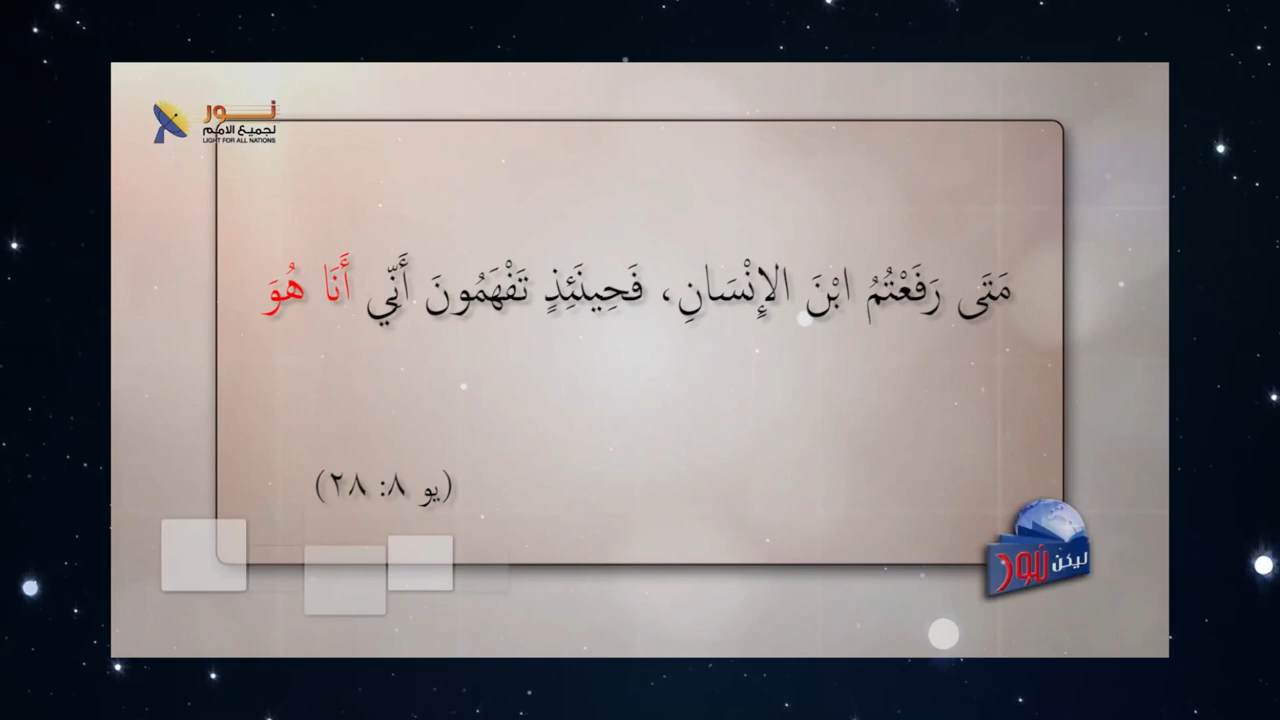 نور
لجميع الامم
LIGHT FOR ALL NATIONS
مَتَى رَفَعْتُمُ ابْنَ الإِنْسَانِ، فَحِينَئِذٍ تَفْهَمُونَ أَنِّي أَنَا هُوَ
(يو ٨: ٢٨)
ليكن نور